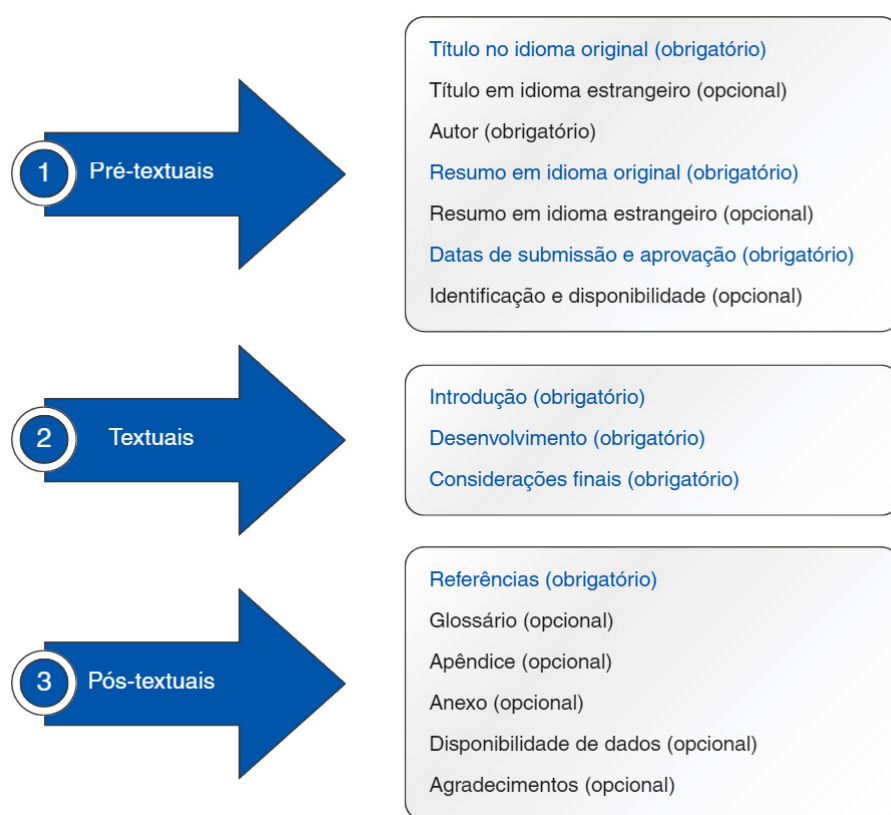 1
Pré-textuais
Título no idioma original (obrigatório)
Título em idioma estrangeiro (opcional)
Autor (obrigatório)
Resumo em idioma original (obrigatório)
Resumo em idioma estrangeiro (opcional)
Datas de submissão e aprovação (obrigatório)
Identificação e disponibilidade (opcional)
2
Textuais
Introdução (obrigatório)
Desenvolvimento (obrigatório)
Considerações finais (obrigatório)
3
Pós-textuais
Referências (obrigatório)
Glossário (opcional)
Apêndice (opcional)
Anexo (opcional)
Disponibilidade de dados (opcional)
Agradecimentos (opcional)